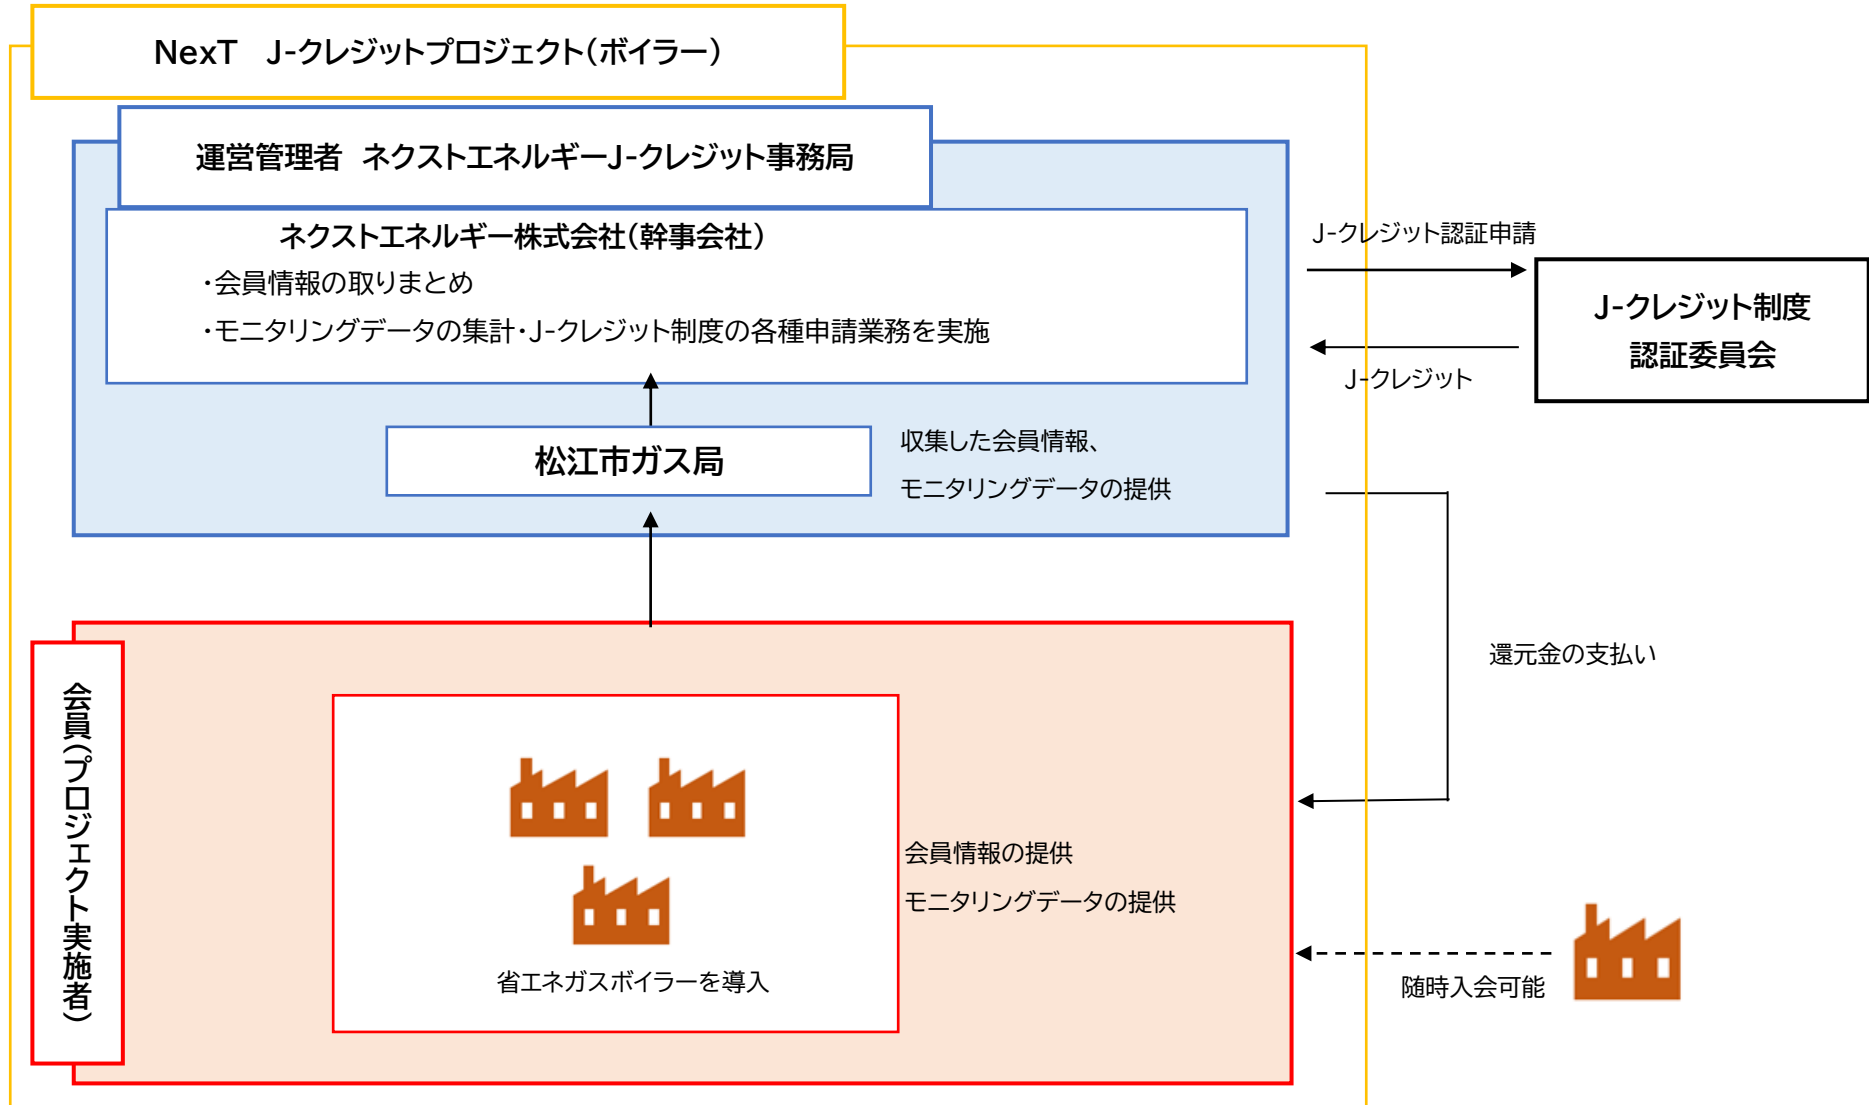 NexT　J-クレジットプロジェクト（ボイラー）
運営管理者　ネクストエネルギーJ-クレジット事務局
ネクストエネルギー株式会社（幹事会社）
・会員情報の取りまとめ
・モニタリングデータの集計・J-クレジット制度の各種申請業務を実施
J-クレジット認証申請
J-クレジット制度
認証委員会
J-クレジット
松江市ガス局
収集した会員情報、
モニタリングデータの提供
還元金の支払い
会員（プロジェクト実施者）
会員情報の提供
モニタリングデータの提供
省エネガスボイラーを導入
随時入会可能